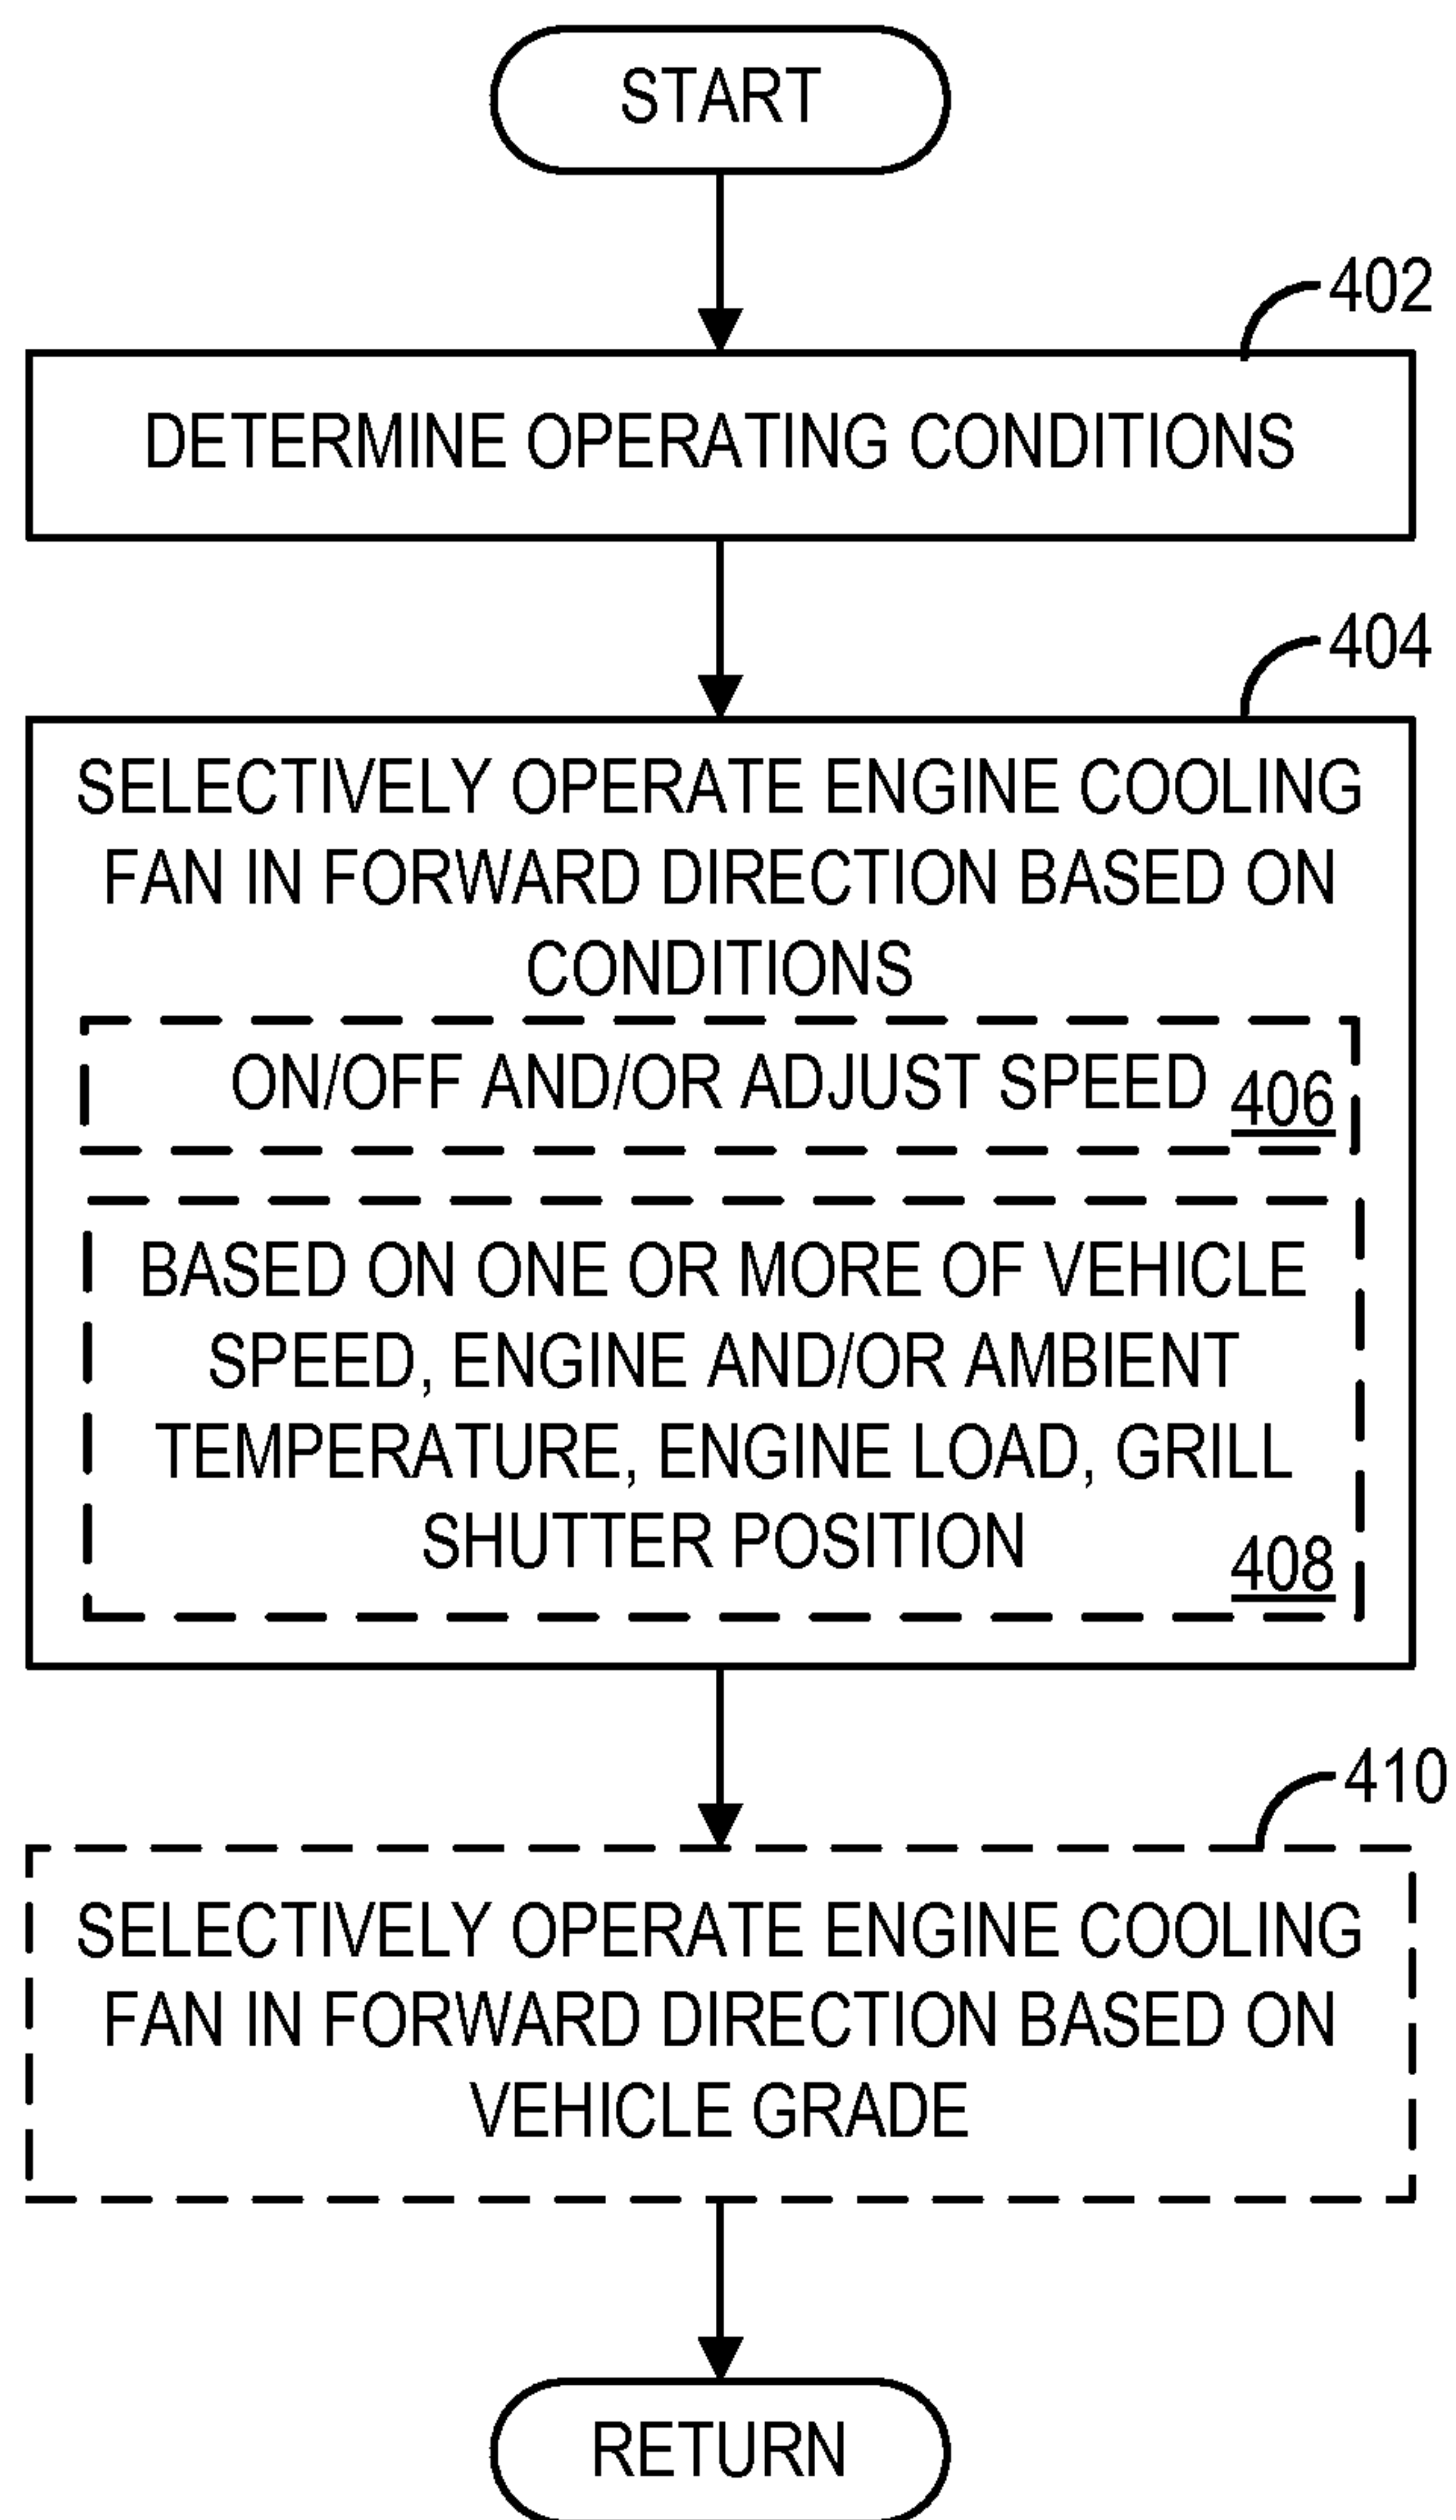 START
402
DETERMINE OPERATING CONDITIONS
404
SELECTIVELY OPERATE ENGINE COOLING
FAN IN FORWARD DIRECTION BASED ON
CONDITIONS
ON/OFF AND/OR ADJUST SPEED 406
BASED ON ONE OR MORE OF VEHICLE
SPEED, ENGINE AND/OR AMBIENT
TEMPERATURE, ENGINE LOAD, GRILL
SHUTTER POSITION
408
410
SELECTIVELY OPERATE ENGINE COOLING
FAN IN FORWARD DIRECTION BASED ON
VEHICLE GRADE
RETURN